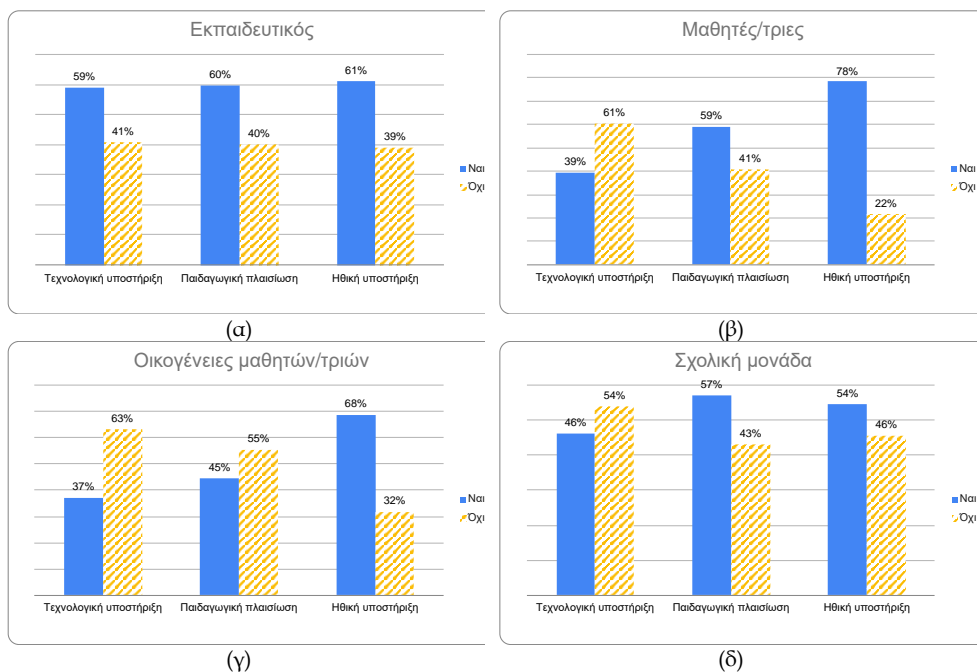 Εκπαιδευτικός
59%
41%
60%
40%
61%
39%
Ναι
Όχι
Τεχνολογική υποστήριξη
Παιδαγωγική πλαισίωση
Ηθική υποστήριξη
(α)
Μαθητές/τριες
39%
61%
59%
41%
78%
22%
Ναι
Όχι
Τεχνολογική υποστήριξη
Παιδαγωγική πλαισίωση
Ηθική υποστήριξη
(β)
Οικογένειες μαθητών/τριών
37%
63%
45%
55%
68%
32%
Ναι
Όχι
Τεχνολογική υποστήριξη
Παιδαγωγική πλαισίωση
Ηθική υποστήριξη
(γ)
Σχολική μονάδα
46%
54%
57%
43%
54%
46%
Ναι
Όχι
Τεχνολογική υποστήριξη
Παιδαγωγική πλαισίωση
Ηθική υποστήριξη
(δ)